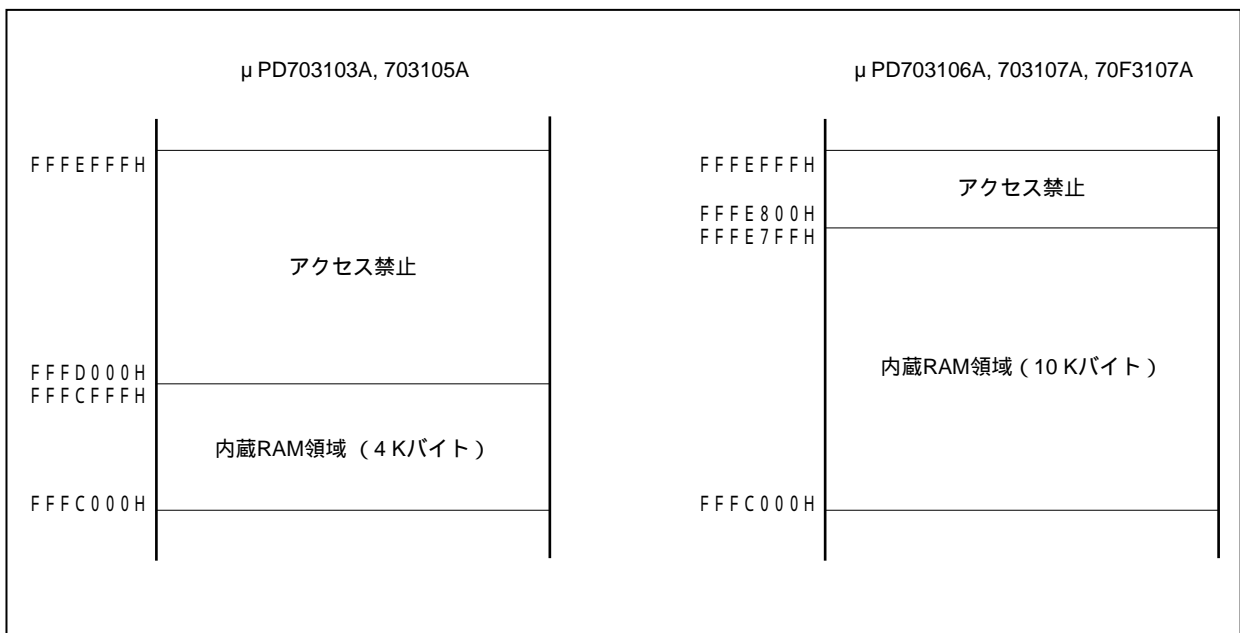 μPD703103A, 703105A
FFFEFFFH
アクセス禁止
FFFD000H
FFFCFFFH
内蔵RAM領域（4 Kバイト）
FFFC000H
μPD703106A, 703107A, 70F3107A
FFFEFFFH
アクセス禁止
FFFE800H
FFFE7FFH
内蔵RAM領域（10 Kバイト）
FFFC000H